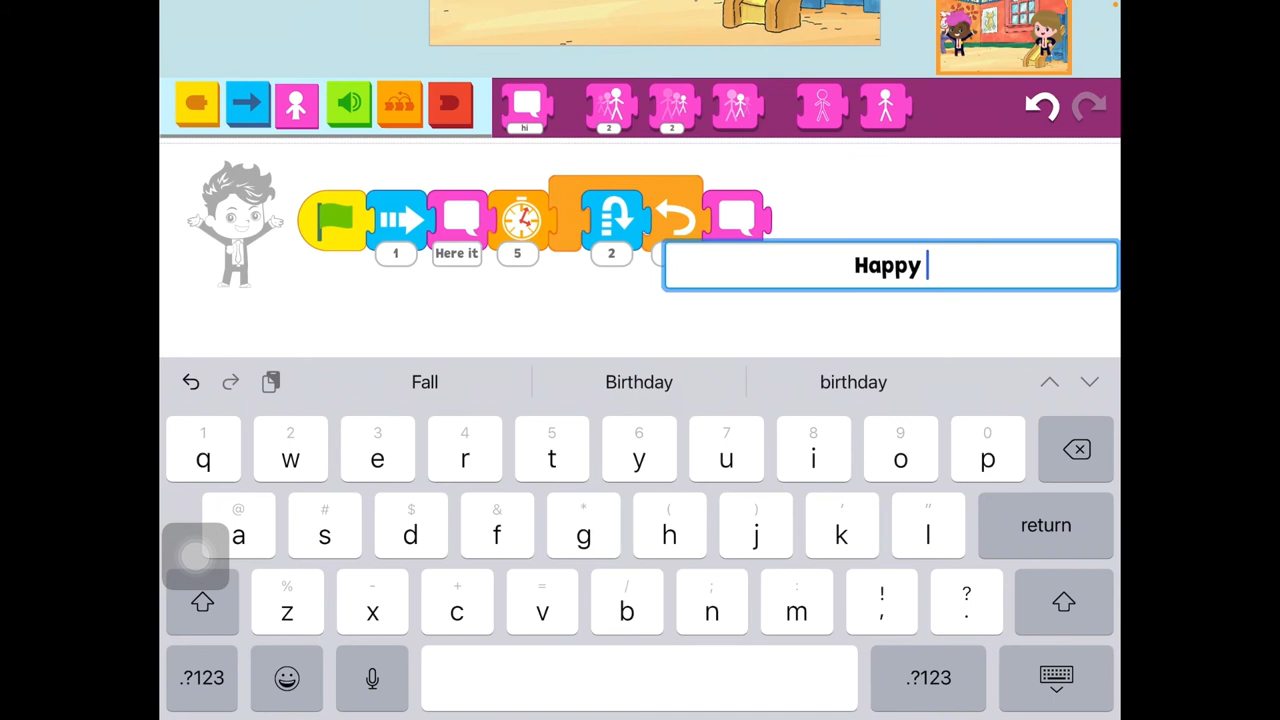 hi
2
2
1
Here it
5
2
Happy
Fall
Birthday
birthday
1 2 3 4 5 6 7 8 9 0
q w e r t y u i o p
@ # $ & * ( ) ' "
a s d f g h j k l return
% - + = / ; : ! ?
z x c v b n m , .
.?123 .?123